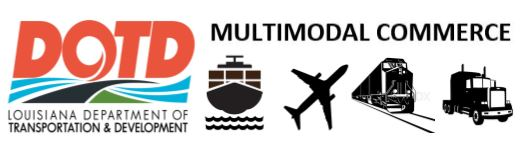 DOTD
LOUISIANA DEPARTMENT OF
TRANSPORTATION & DEVELOPMENT
MULTIMODAL COMMERCE